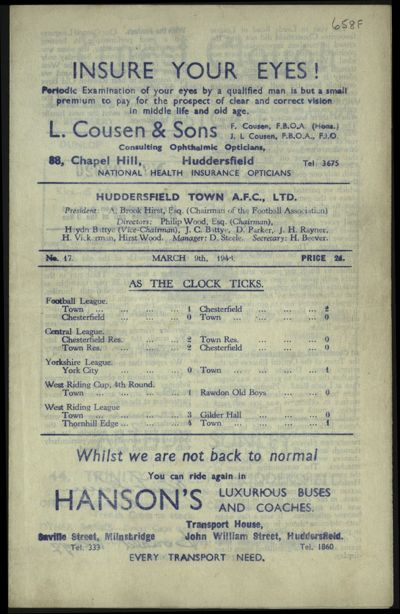 658F
INSURE YOUR EYES!
Periodic Examination of your eyes by a qualified man is but a small
premium to pay for the prospect of clear and correct vision
in middle life and old age.
L. Cousen & Sons
F. Cousen, F.B.O.A. (Hons.)
J. L. Cousen, F.B.O.A., F.I.O.
Consulting Ophthalmic Opticians,
88, Chapel Hill, Huddersfield Tel 3675
NATIONAL HEALTH INSURANCE OPTICIANS
HUDDERSFIELD TOWN A.F.C., LTD.
President: A. Brook Hirst, Esq. (Chairman of the Football Association)
Directors: Philip Wood, Esq. (Chairman),
Haydn Battye (Vice-Chairman), J. C. Battye, D. Parker, J. H. Rayner,
H. Vickerman, Hirst Wood. Manager: D. Steele. Secretary: H. Beever.
No. 47. MARCH 9th, PRICE 2d.
AS THE CLOCK TICKS.
Football League.
Town ... ... ... ... 1 Chesterfield ... ... ... 2
Chesterfield ... ... ... 0 Town ... ... ... ... 0
Central League.
Chesterfield Res. ... ... 2 Town Res. ... ... ... 0
Town Res. ... ... ... 2 Chesterfield ... ... ... 0
Yorkshire League.
York City ... ... ... 0 Town ... ... ... ... 1
West Riding Cup, 4th Round.
Town ... ... ... ... 1 Rawdon Old Boys ... ... 0
West Riding League
Town ... ... ... ... 3 Gilder Hall ... ... ... 0
Thornhill Edge ... ... ... 4 Town ... ... ... ... 1
Whilst we are not back to normal
You can ride again in
HANSON'S LUXURIOUS BUSES
AND COACHES.
Transport House,
Saville Street, Milnsbridge John William Street, Huddersfield.
Tel. 333 Tel. 1860
EVERY TRANSPORT NEED.